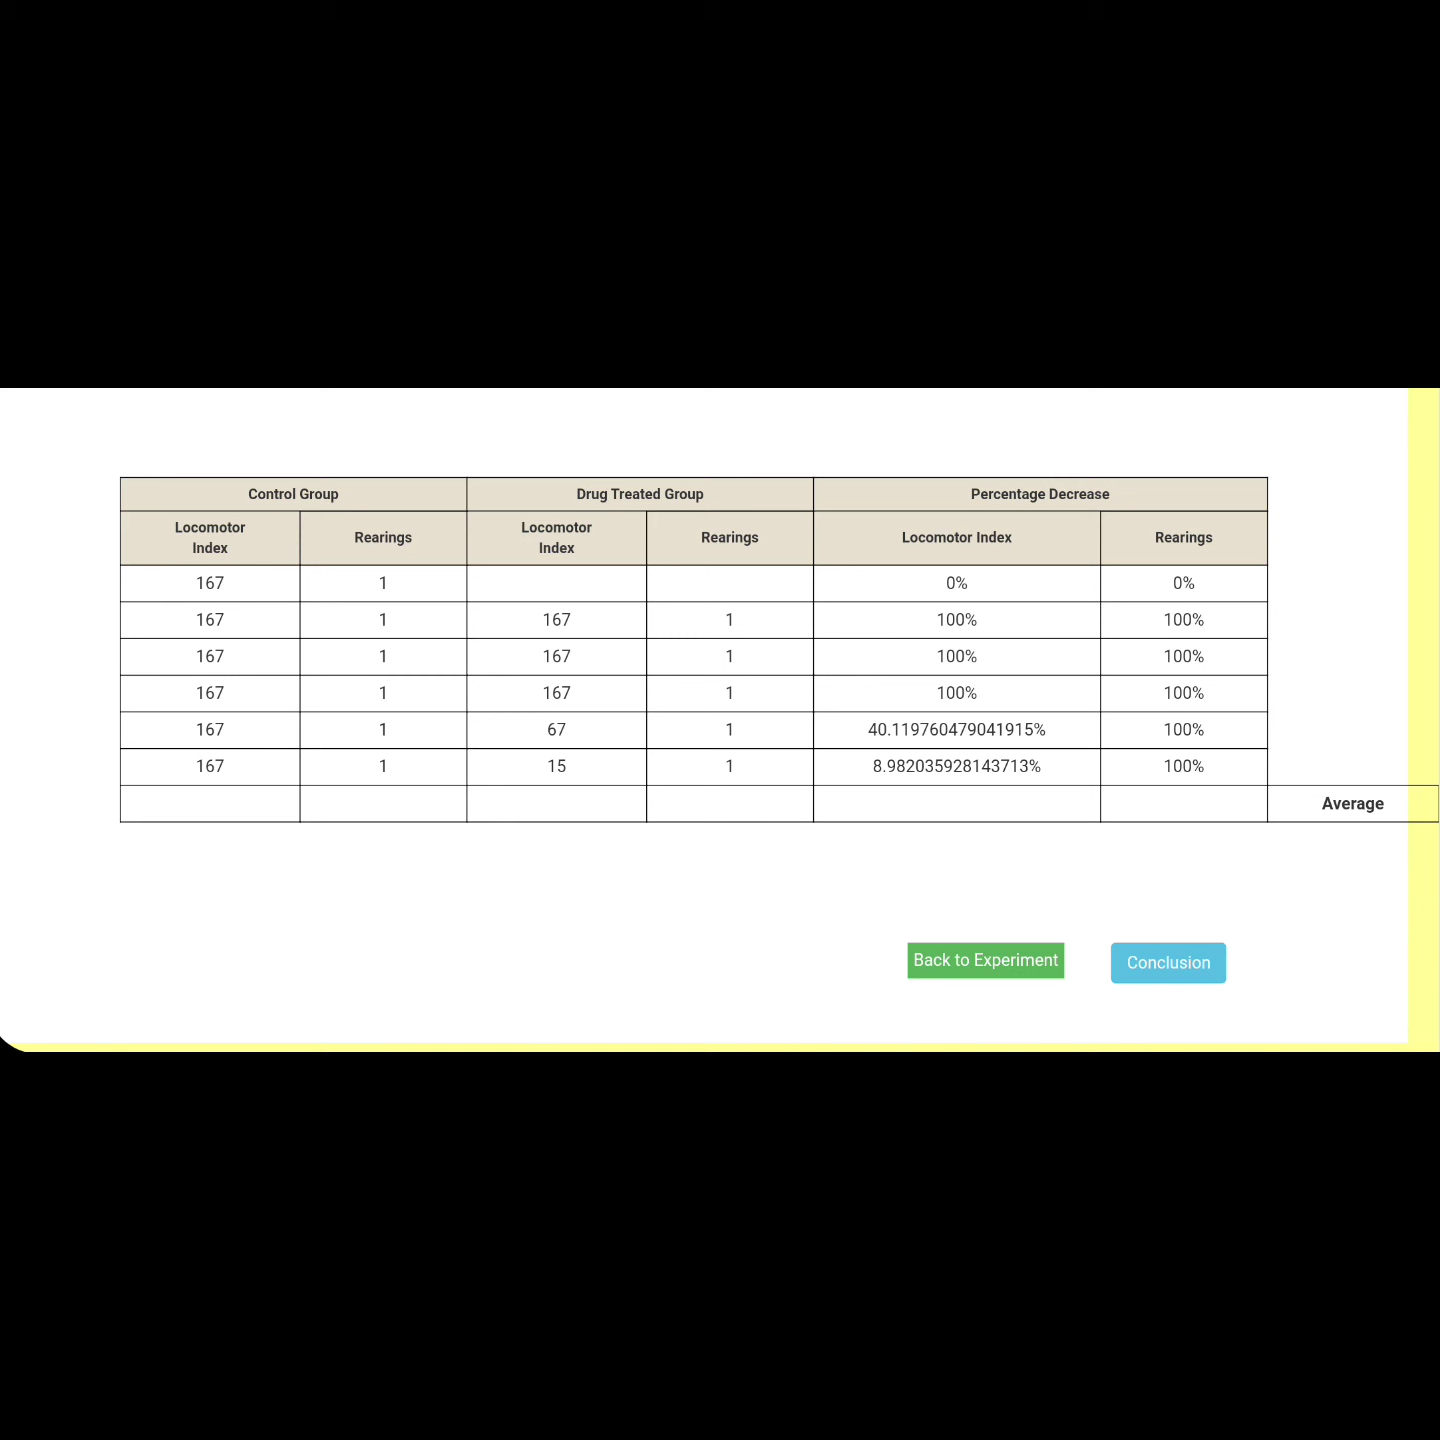 Control Group Drug Treated Group Percentage Decrease
Locomotor Index Rearings Locomotor Index Rearings Locomotor Index Rearings
167 1 0% 0%
167 1 167 1 100% 100%
167 1 167 1 100% 100%
167 1 167 1 100% 100%
167 1 67 1 40.119760479041915% 100%
167 1 15 1 8.982035928143713% 100%
Average
Back to Experiment Conclusion